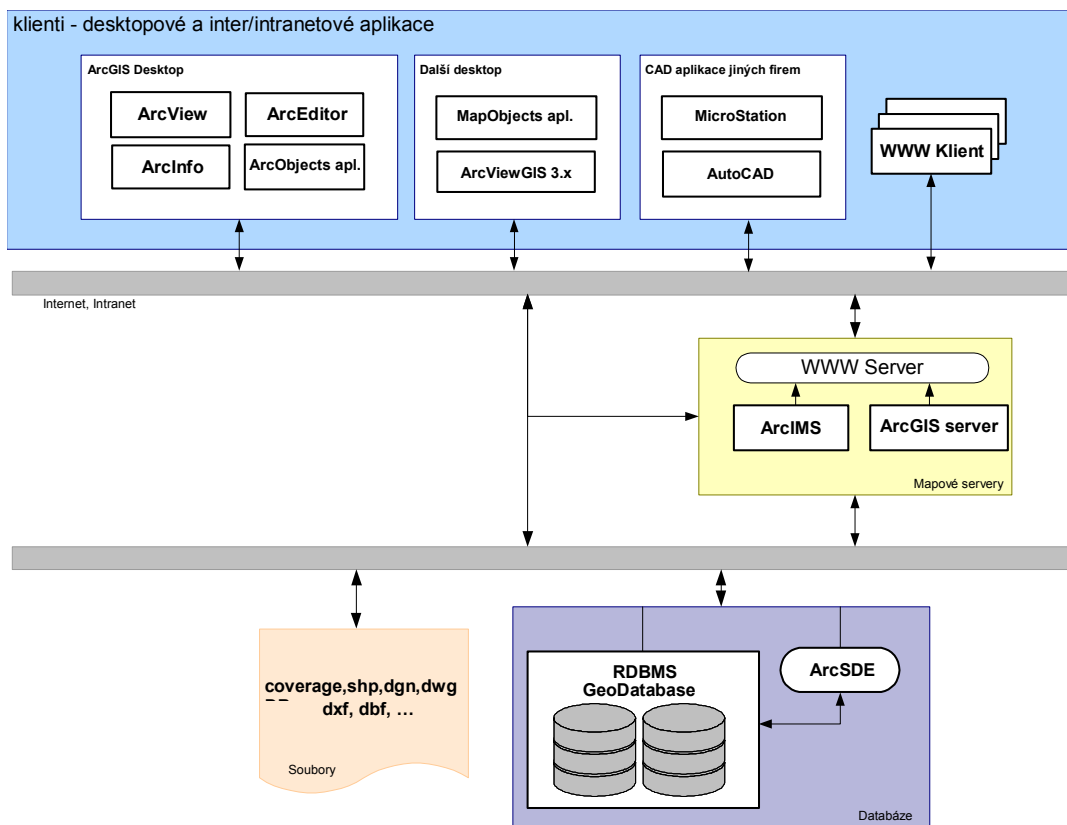 klienti - desktopové a inter/intranetové aplikace
ArcGIS Desktop
ArcView
ArcEditor
ArcInfo
ArcObjects apl.
Další desktop
MapObjects apl.
ArcViewGIS 3.x
CAD aplikace jiných firem
MicroStation
AutoCAD
WWW Klient
Internet, Intranet
WWW Server
ArcIMS
ArcGIS server
Mapové servery
coverage,shp,dgn,dwg
dxf, dbf, ...
Soubory
RDBMS
GeoDatabase
ArcSDE
Databáze